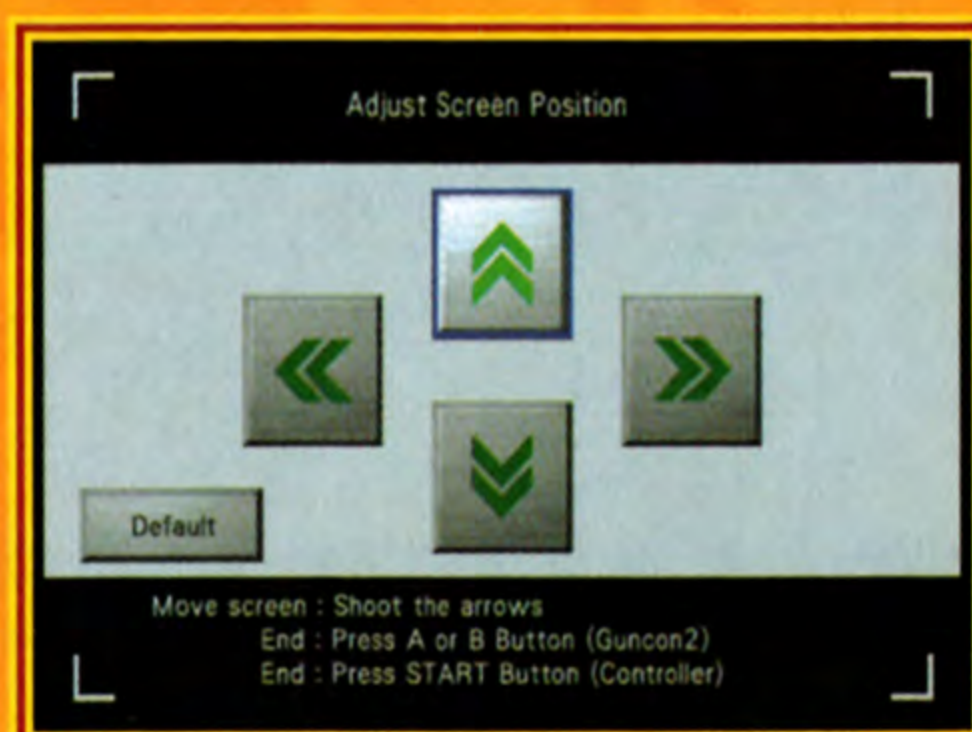 Adjust Screen Position
Default
Move screen : Shoot the arrows
End : Press A or B Button (Guncon2)
End : Press START Button (Controller)